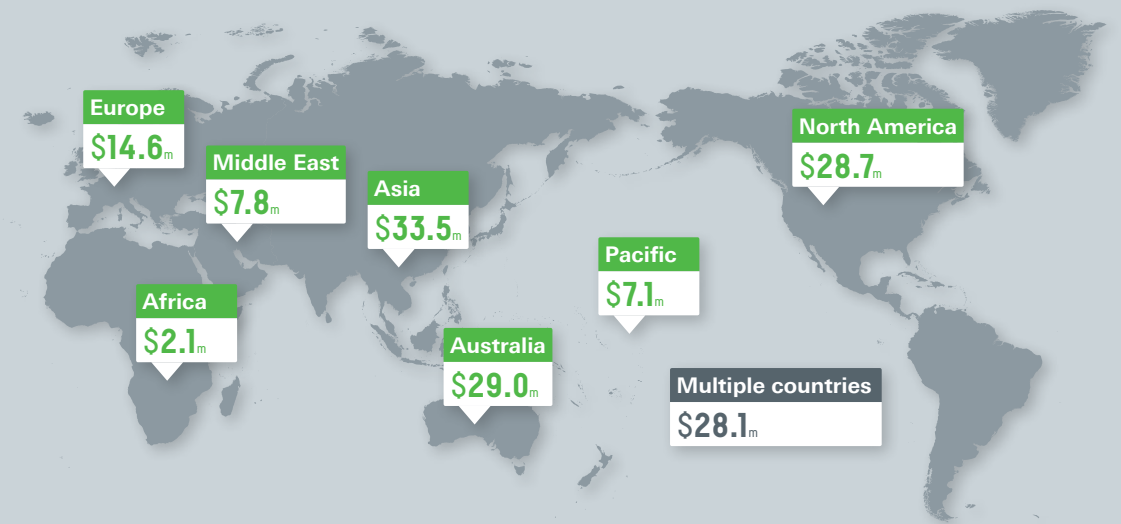 Europe
$14.6m
Middle East
$7.8m
Asia
$33.5m
North America
$28.7m
Pacific
$7.1m
Africa
$2.1m
Australia
$29.0m
Multiple countries
$28.1m